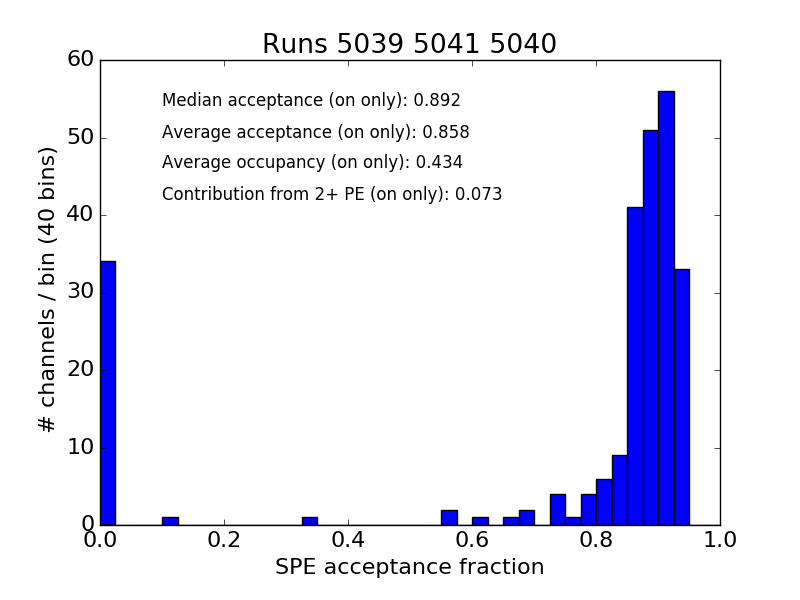 Runs 5039 5041 5040
60
Median acceptance (on only): 0.892
50
Average acceptance (on only): 0.858
Average occupancy (on only): 0.434
Contribution from 2+ PE (on only): 0.073
40
30
20
10
0
# channels / bin (40 bins)
0.0 0.2 0.4 0.6 0.8 1.0
SPE acceptance fraction